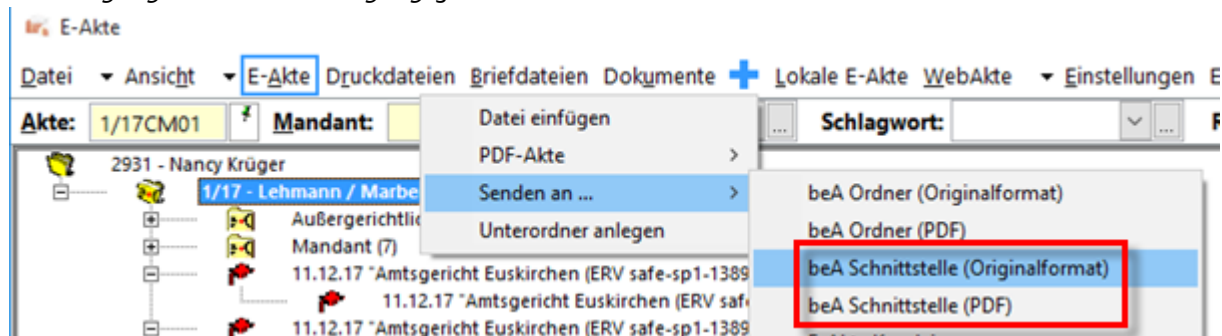 E-Akte
Datei Ansicht E-Akte Druckdateien Briefdateien Dokumente Lokale E-Akte WebAkte Einstellungen
Akte: 1/17CM01 Mandant: ... Schlagwort: ...
Datei einfügen
PDF-Akte
Senden an ...
Unterordner anlegen
beA Ordner (Originalformat)
beA Ordner (PDF)
beA Schnittstelle (Originalformat)
beA Schnittstelle (PDF)
2931 - Nancy Krüger
1/17 - Lehmann / Marbe
Außergerichtlic
Mandant (7)
11.12.17 "Amtsgericht Euskirchen (ERV safe-sp1-1389
11.12.17 "Amtsgericht Euskirchen (ERV safe
11.12.17 "Amtsgericht Euskirchen (ERV safe-sp1-1389